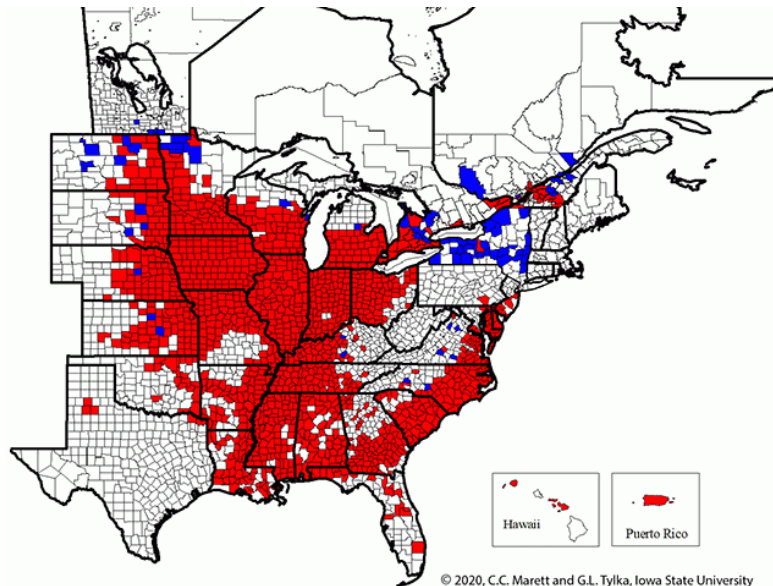 Hawaii
Puerto Rico
© 2020, C.C. Marett and G.L. Tylka, Iowa State University